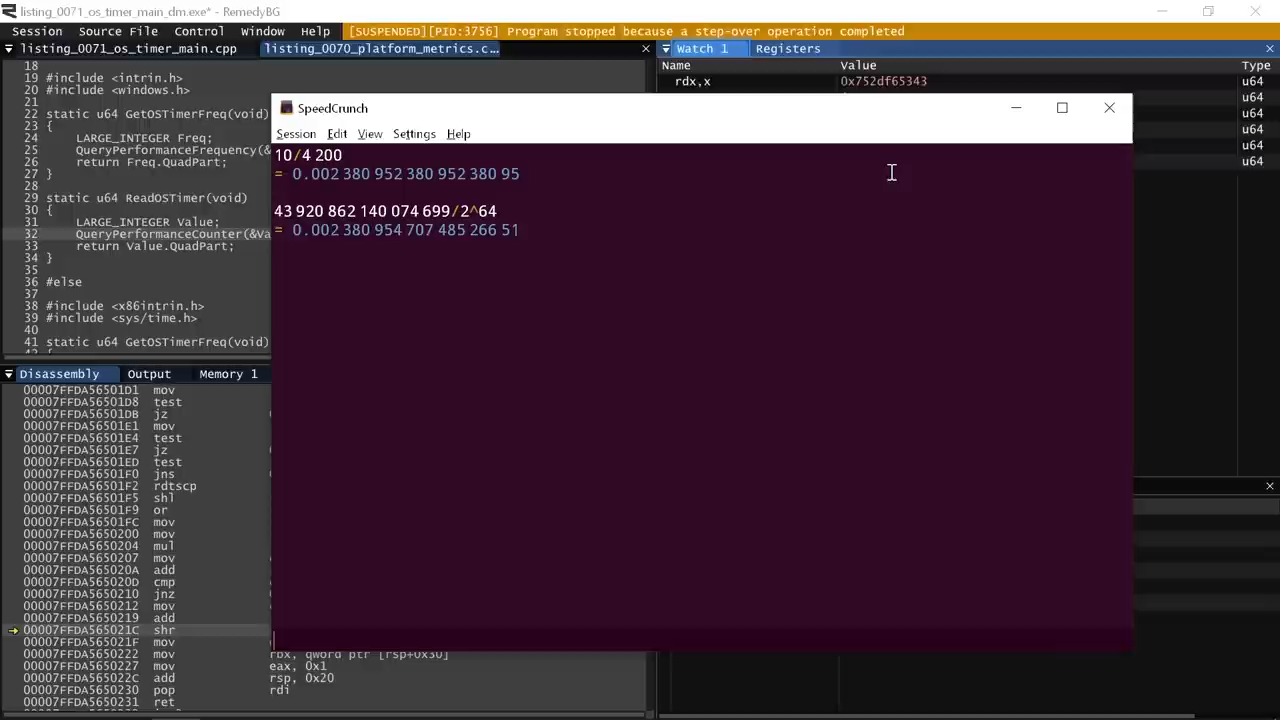 listing_0071_os_timer_main_dm.exe* - RemedyBG
Session Source File Control Window Help [SUSPENDED][PID:3756] Program stopped because a step-over operation completed
listing_0071_os_timer_main.cpp listing_0070_platform_metrics.c...
18
19 #include <intrin.h>
20 #include <windows.h>
21
22 static u64 GetOSTimerFreq(void)
23 {
24 LARGE_INTEGER Freq;
25 QueryPerformanceFrequency(&
26 return Freq.QuadPart;
27 }
28
29 static u64 ReadOSTimer(void)
30 {
31 LARGE_INTEGER Value;
32 QueryPerformanceCounter(&Va
33 return Value.QuadPart;
34 }
35
36 #else
37
38 #include <x86intrin.h>
39 #include <sys/time.h>
40
41 static u64 GetOSTimerFreq(void)
Watch 1 Registers
Name Value Type
rdx,x 0x752df65343 u64
u64
u64
u64
u64
u64
SpeedCrunch
Session Edit View Settings Help
10/4 200
= 0.002 380 952 380 952 380 95
43 920 862 140 074 699/2^64
= 0.002 380 954 707 485 266 51
Disassembly Output Memory 1
00007FFDA56501D1 mov
00007FFDA56501D8 test
00007FFDA56501DB jz
00007FFDA56501E1 mov
00007FFDA56501E4 test
00007FFDA56501E7 jz
00007FFDA56501ED test
00007FFDA56501F0 jns
00007FFDA56501F2 rdtscp
00007FFDA56501F5 shl
00007FFDA56501F9 or
00007FFDA56501FC mov
00007FFDA5650200 mov
00007FFDA5650204 mul
00007FFDA5650207 mov
00007FFDA565020A add
00007FFDA565020D cmp
00007FFDA5650210 jnz
00007FFDA5650212 mov
00007FFDA5650219 add
00007FFDA565021C shr
00007FFDA565021F mov
00007FFDA5650222 mov rbx, qword ptr [rsp+0x30]
00007FFDA5650227 mov eax, 0x1
00007FFDA565022C add rsp, 0x20
00007FFDA5650230 pop rdi
00007FFDA5650231 ret